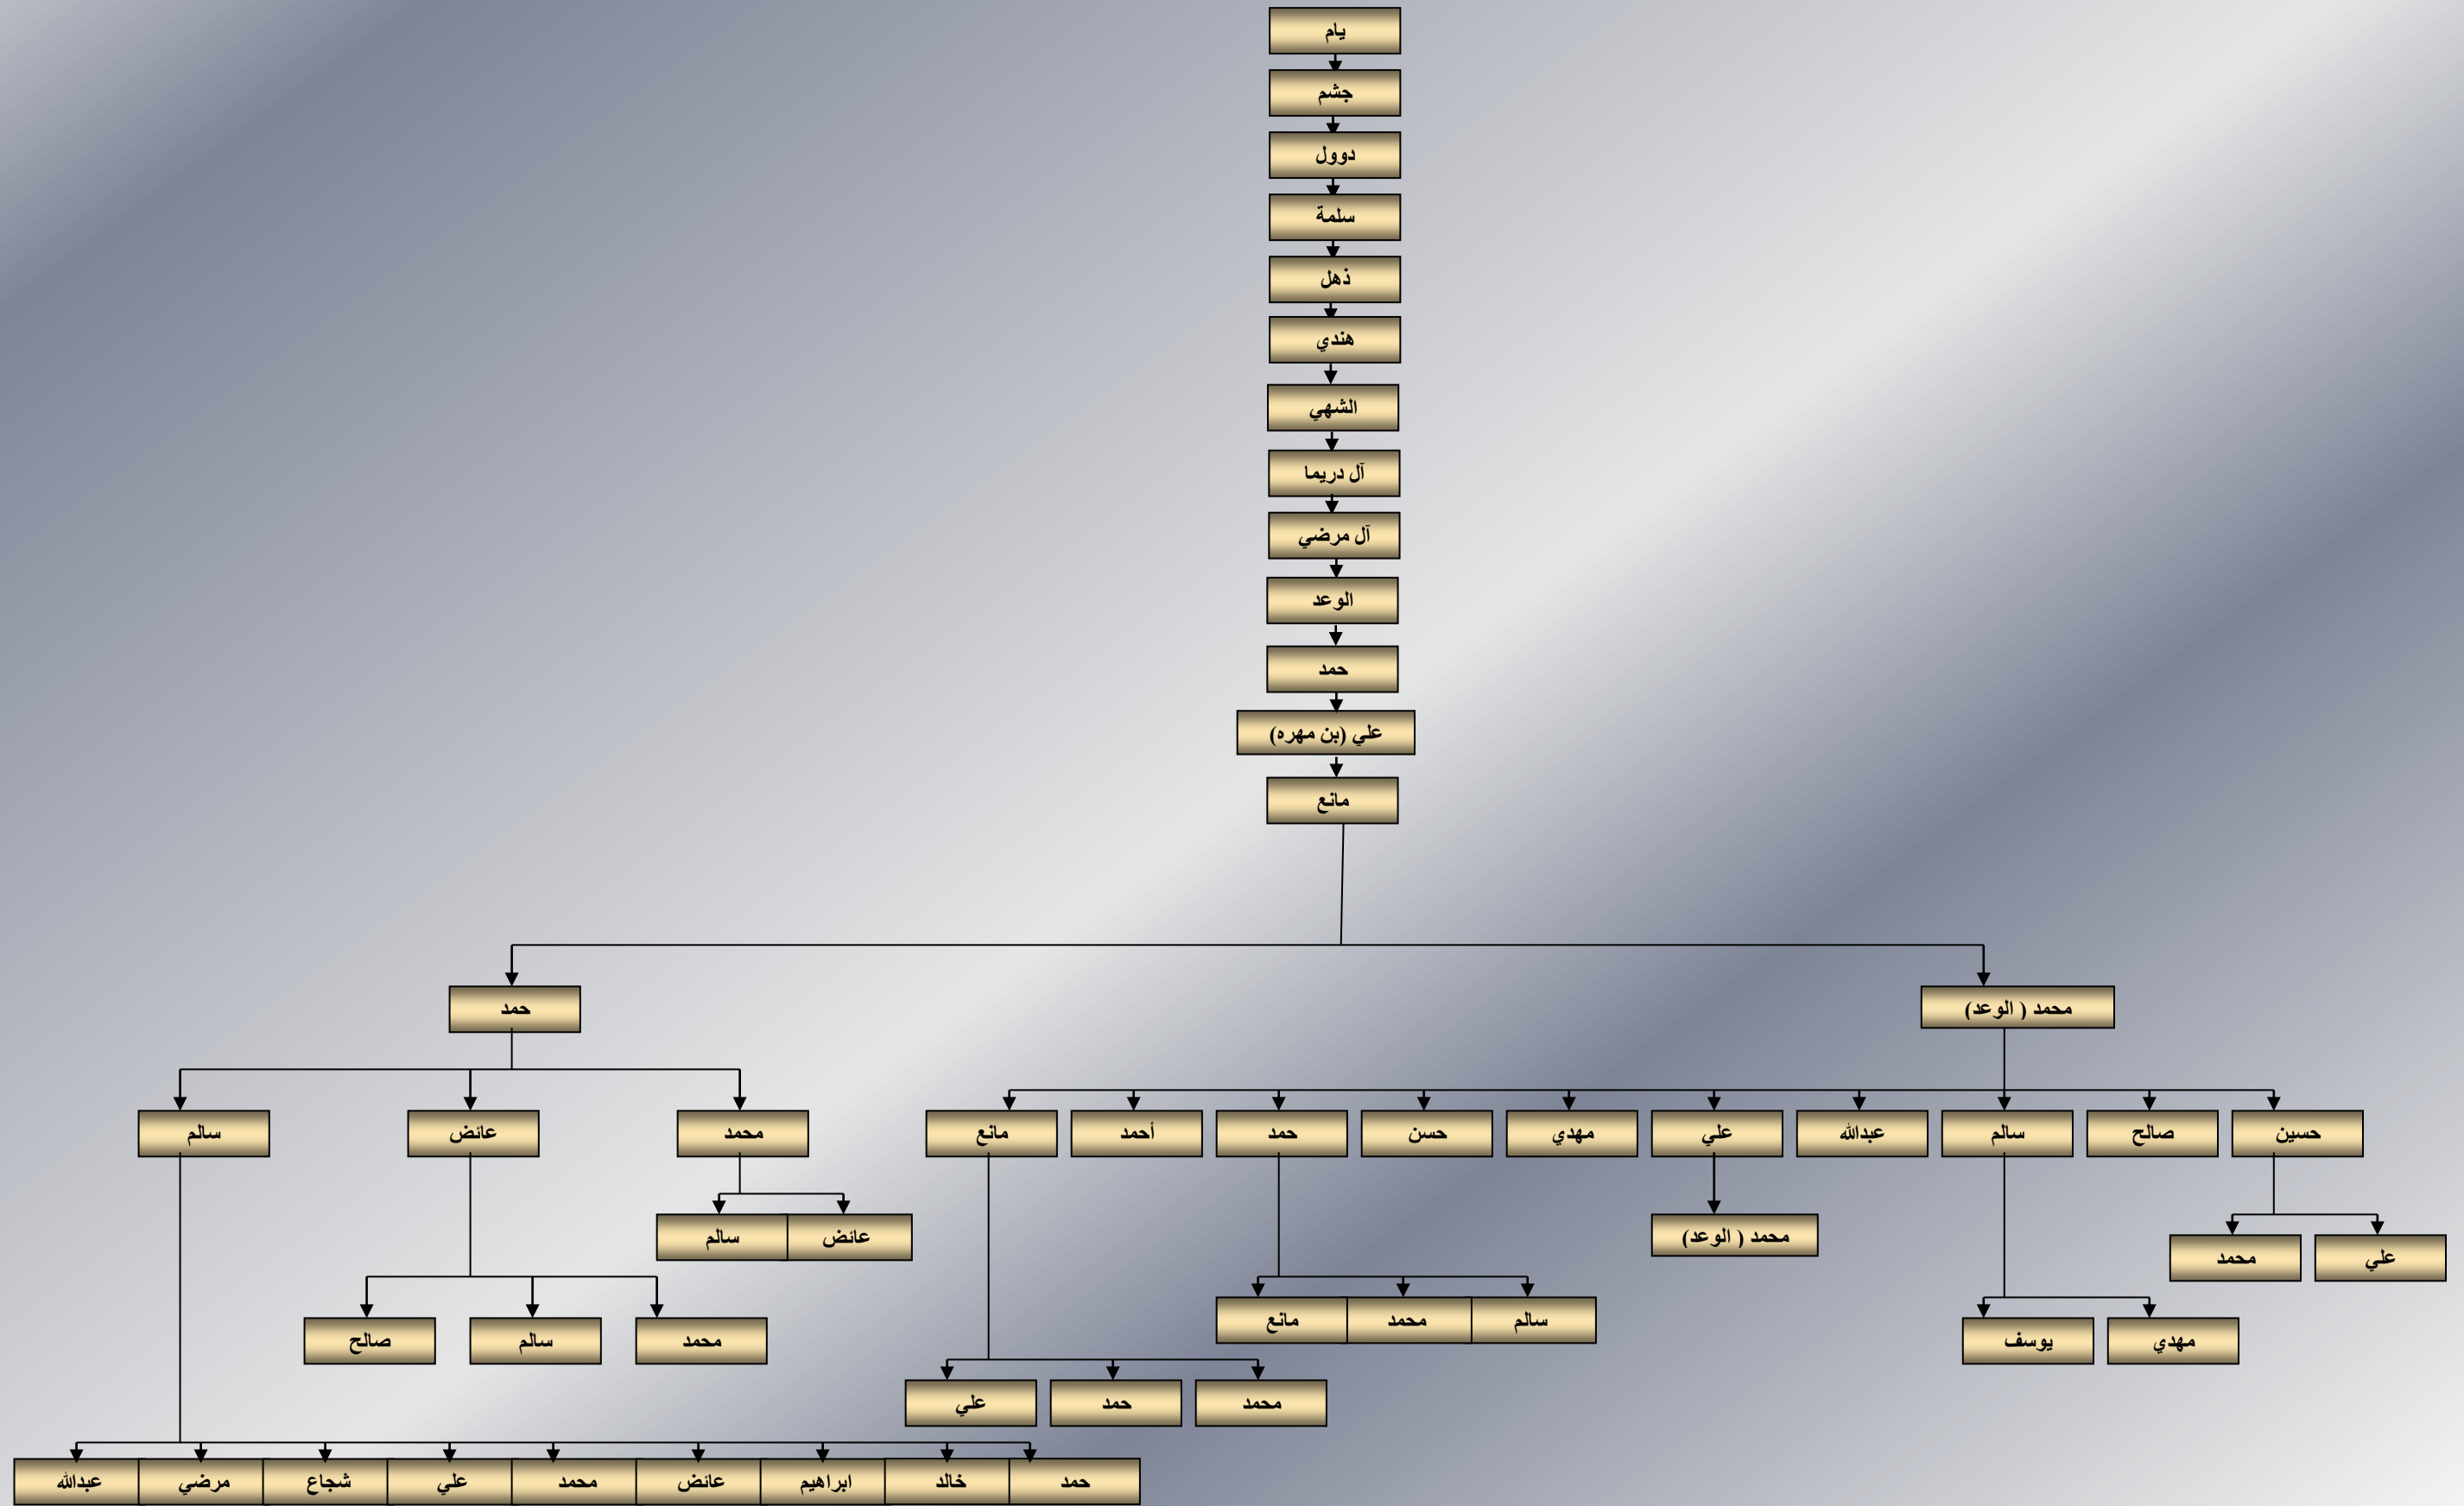 يام
جشم
دوول
سلمة
ذهل
هندي
الشهي
آل دريما
آل مرضي
الوعد
حمد
علي (بن مهره)
مانع
محمد ( الوعد)
حمد
حسين
صالح
سالم
عبدالله
علي
مهدي
حسن
حمد
أحمد
مانع
محمد
عائض
سالم
محمد ( الوعد)
عائض
سالم
علي
محمد
سالم
محمد
مانع
مهدي
يوسف
محمد
سالم
صالح
محمد
حمد
علي
حمد
خالد
ابراهيم
عائض
محمد
علي
شجاع
مرضي
عبدالله